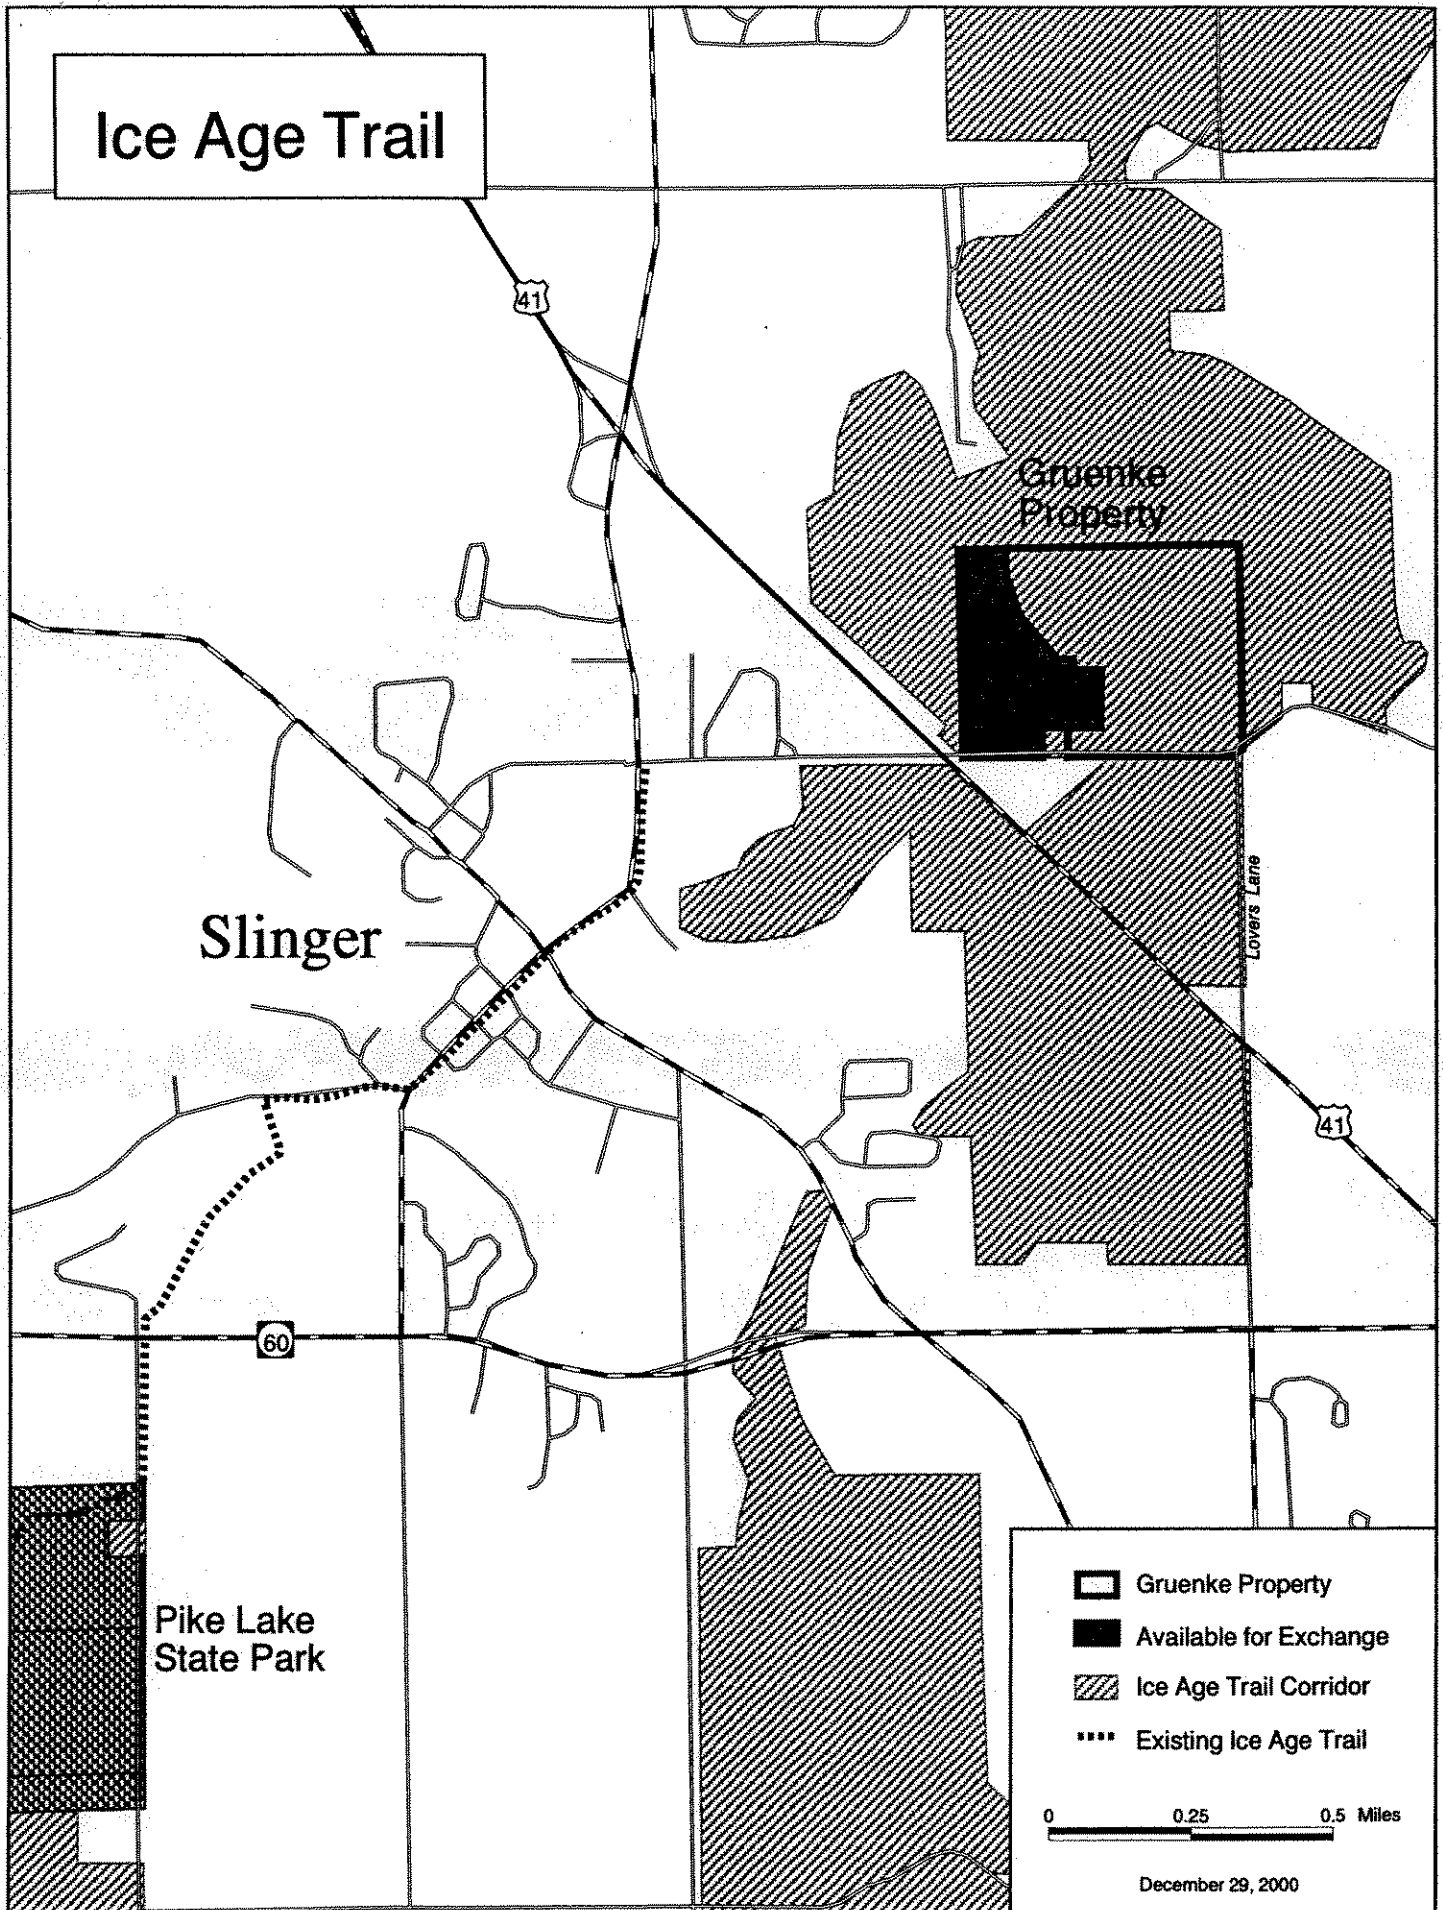 Ice Age Trail
41
Gruenke
Property
Slinger
Lovers Lane
41
60
Pike Lake
State Park
Gruenke Property
Available for Exchange
Ice Age Trail Corridor
Existing Ice Age Trail
0 0.25 0.5 Miles
December 29, 2000